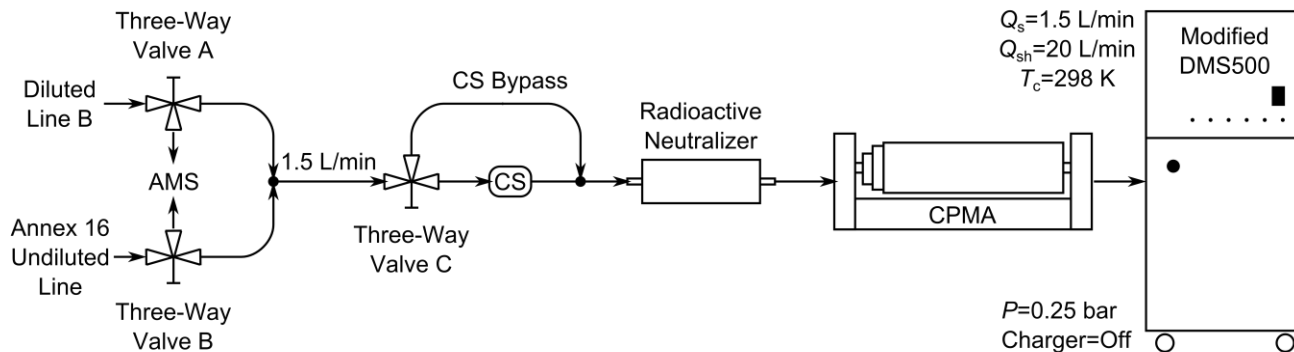 Three-Way
Valve A
Diluted
Line B
AMS
Annex 16
Undiluted
Line
Three-Way
Valve B
1.5 L/min
CS Bypass
CS
Three-Way
Valve C
Radioactive
Neutralizer
CPMA
Qs=1.5 L/min
Qsh=20 L/min
Tc=298 K
Modified
DMS500
P=0.25 bar
Charger=Off